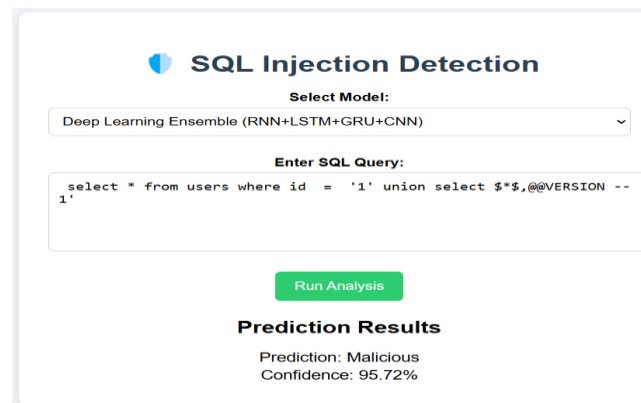 SQL Injection Detection
Select Model:
Deep Learning Ensemble (RNN+LSTM+GRU+CNN)
Enter SQL Query:
select * from users where id  =  '1' union select $*$,@@VERSION --
1'
Run Analysis
Prediction Results
Prediction: Malicious
Confidence: 95.72%